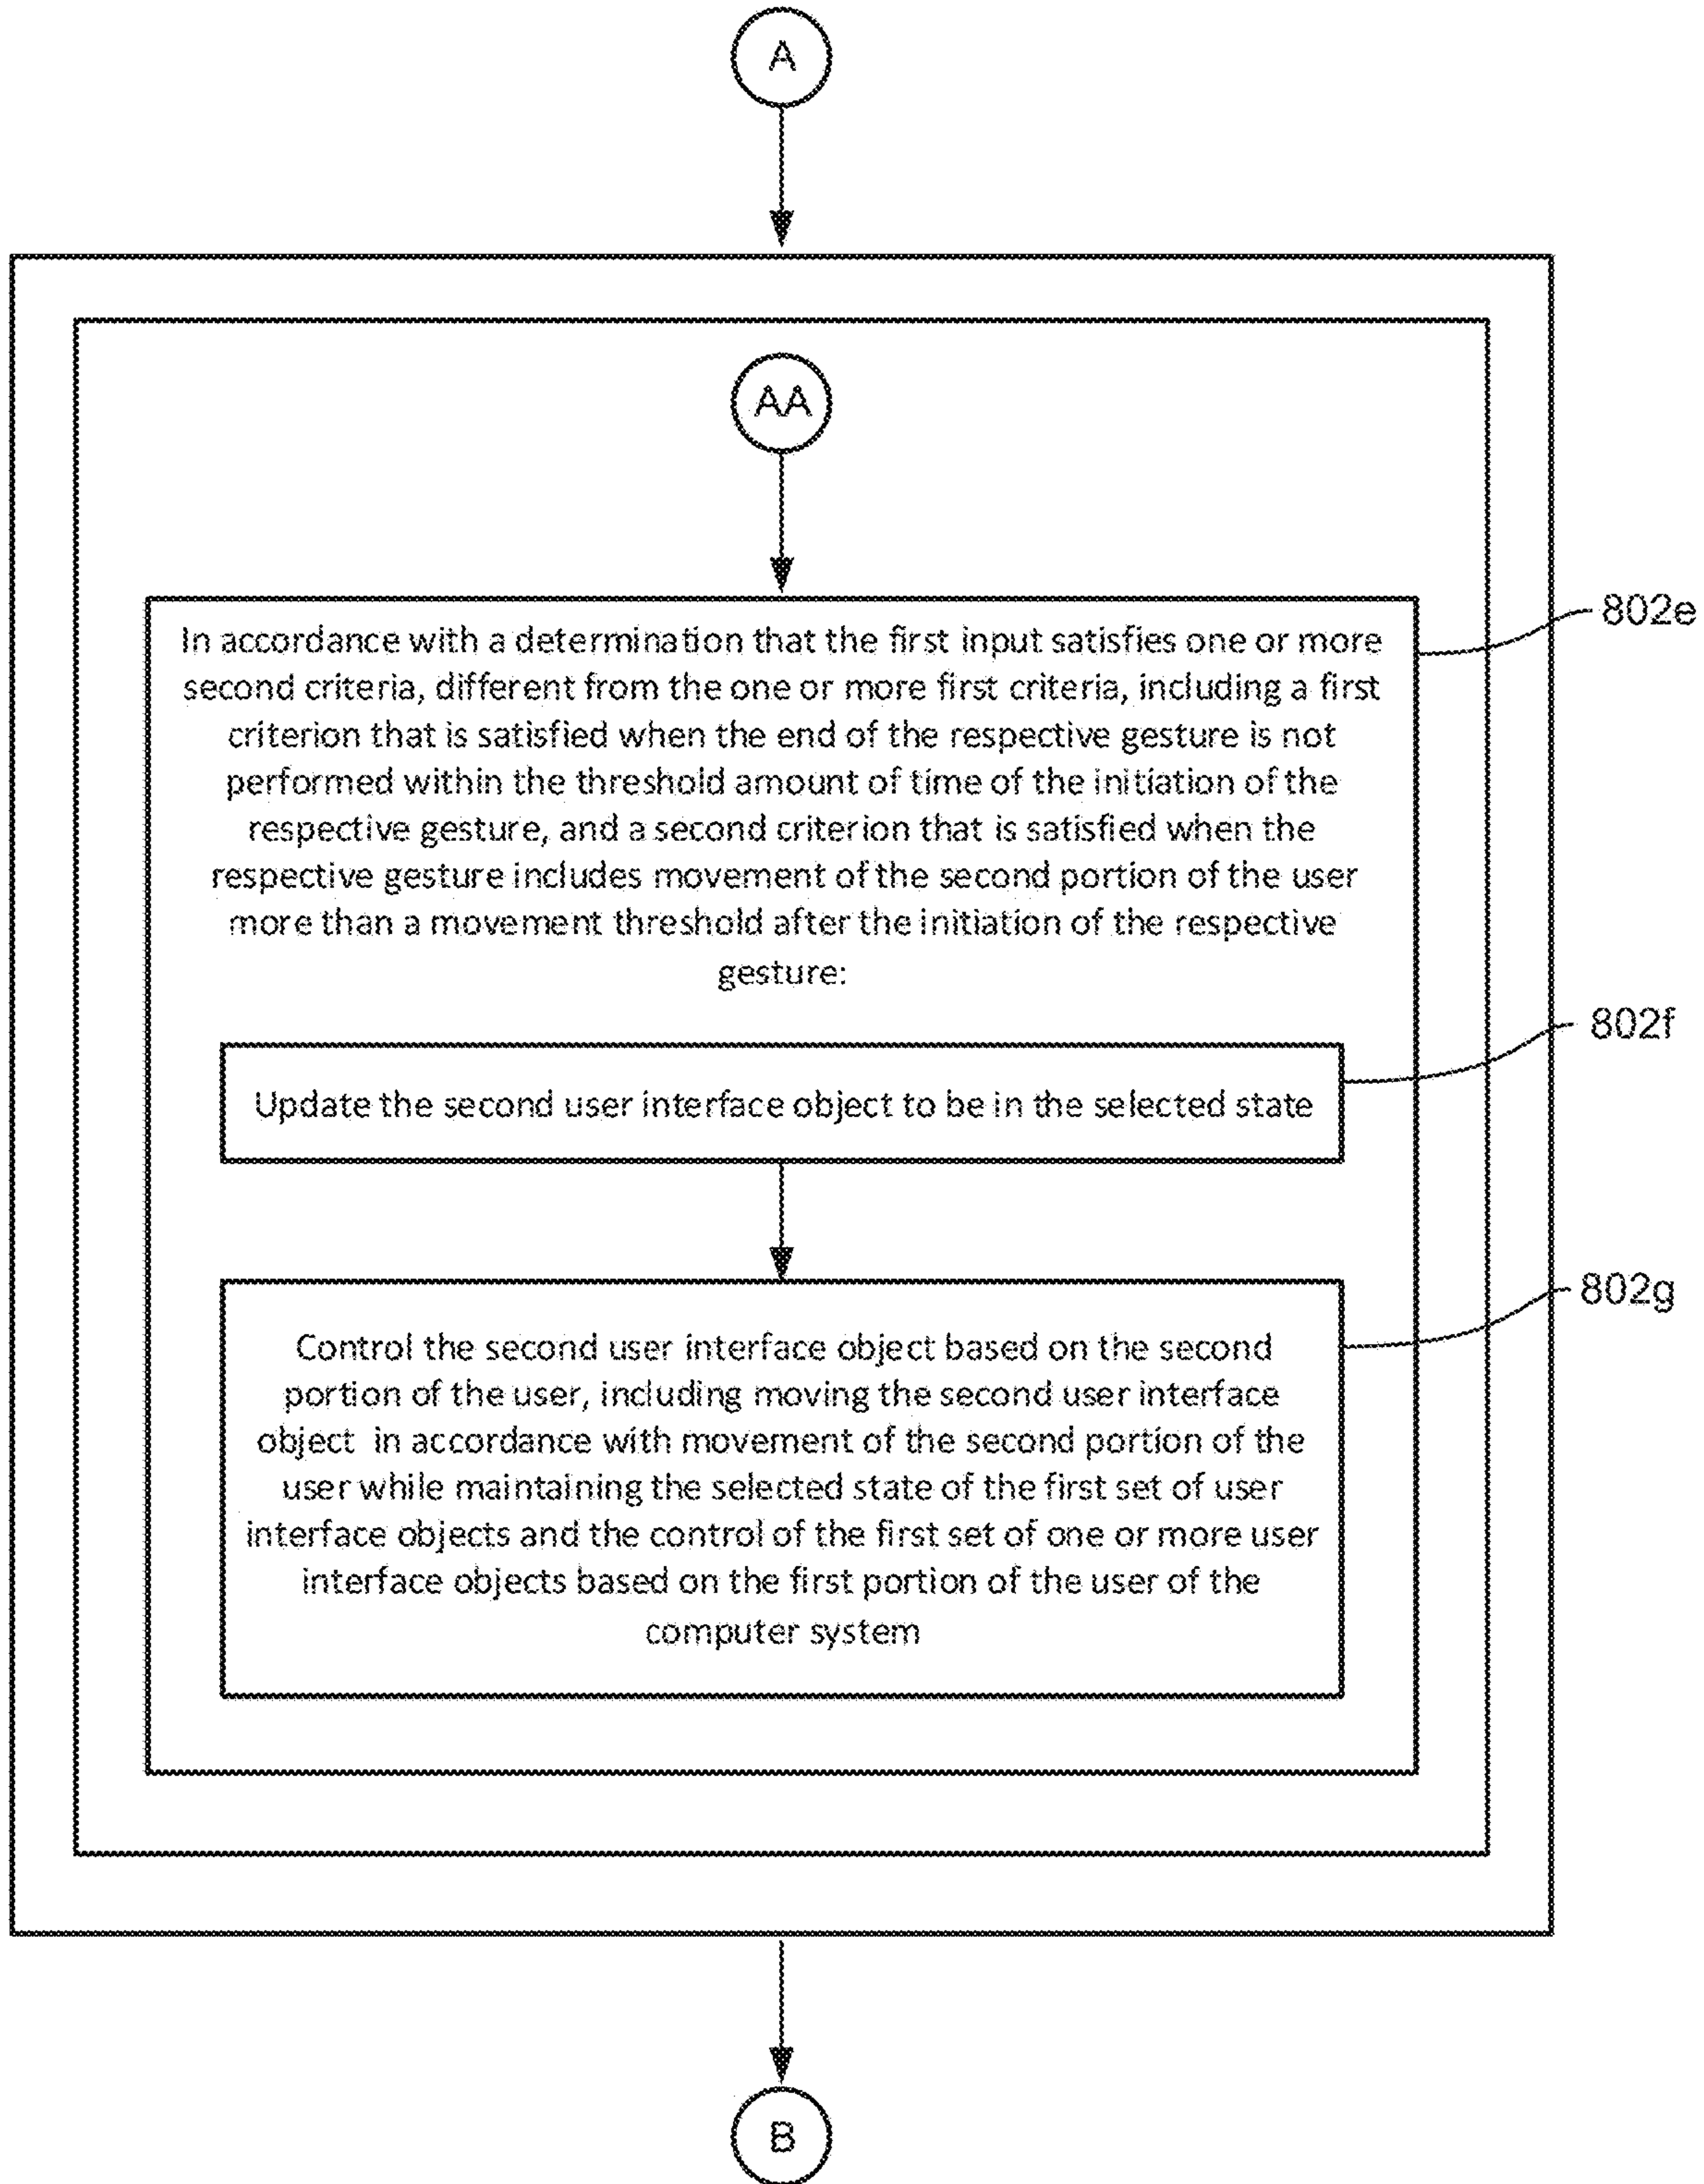 A
AA
In accordance with a determination that the first input satisfies one or more
second criteria, different from the one or more first criteria, including a first
criterion that is satisfied when the end of the respective gesture is not
performed within the threshold amount of time of the initiation of the
respective gesture, and a second criterion that is satisfied when the
respective gesture includes movement of the second portion of the user
more than a movement threshold after the initiation of the respective
gesture:
802e
Update the second user interface object to be in the selected state
802f
Control the second user interface object based on the second
portion of the user, including moving the second user interface
object in accordance with movement of the second portion of the
user while maintaining the selected state of the first set of user
interface objects and the control of the first set of one or more user
interface objects based on the first portion of the user of the
computer system
802g
B